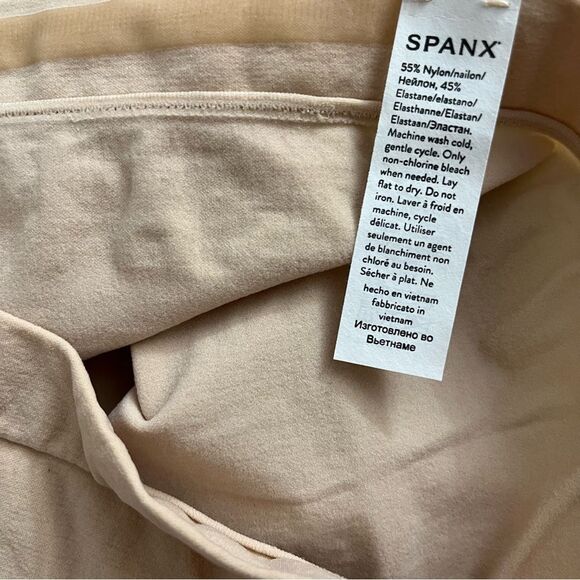 SPANX
55% Nylon/nailon/
Нейлон, 45%
Elastane/elastano/
Elasthanne/Elastan/
Elastaan/Эластан.
Machine wash cold,
gentle cycle. Only
non-chlorine bleach
when needed. Lay
flat to dry. Do not
iron. Laver à froid en
machine, cycle
délicat. Utiliser
seulement un agent
de blanchiment non
chloré au besoin.
Sécher à plat. Ne
hecho en vietnam
fabbricato in
vietnam
Изготовлено во
Вьетнаме